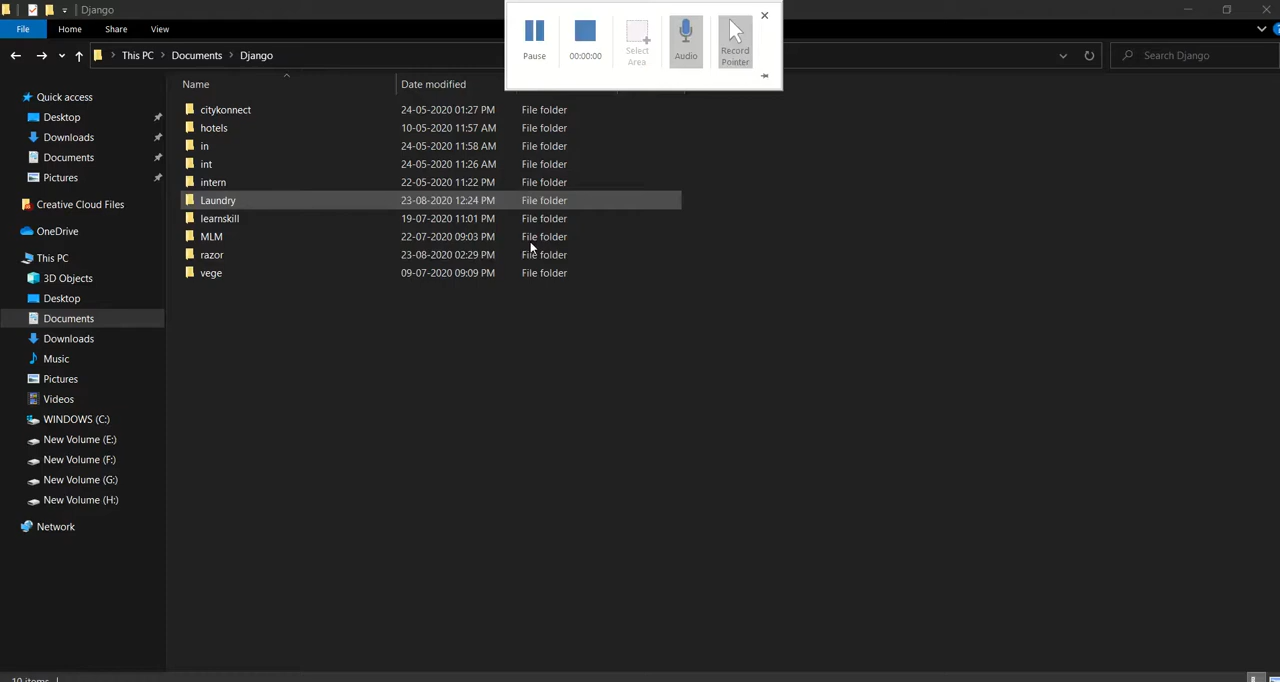 Django
File Home Share View
Pause 00:00:00 Select Area Audio Record Pointer
This PC Documents Django
Search Django
Name Date modified
Quick access
Desktop
Downloads
Documents
Pictures
Creative Cloud Files
OneDrive
This PC
3D Objects
Desktop
Documents
Downloads
Music
Pictures
Videos
WINDOWS (C:)
New Volume (E:)
New Volume (F:)
New Volume (G:)
New Volume (H:)
Network
citykonnect 24-05-2020 01:27 PM File folder
hotels 10-05-2020 11:57 AM File folder
in 24-05-2020 11:58 AM File folder
int 24-05-2020 11:26 AM File folder
intern 22-05-2020 11:22 PM File folder
Laundry 23-08-2020 12:24 PM File folder
learnskill 19-07-2020 11:01 PM File folder
MLM 22-07-2020 09:03 PM File folder
razor 23-08-2020 02:29 PM File folder
vege 09-07-2020 09:09 PM File folder
10 items